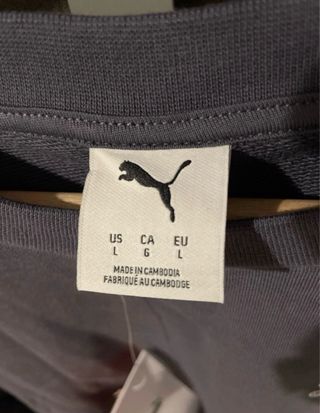 US CA EU
L G L
MADE IN CAMBODIA
FABRIQUÉ AU CAMBODGE